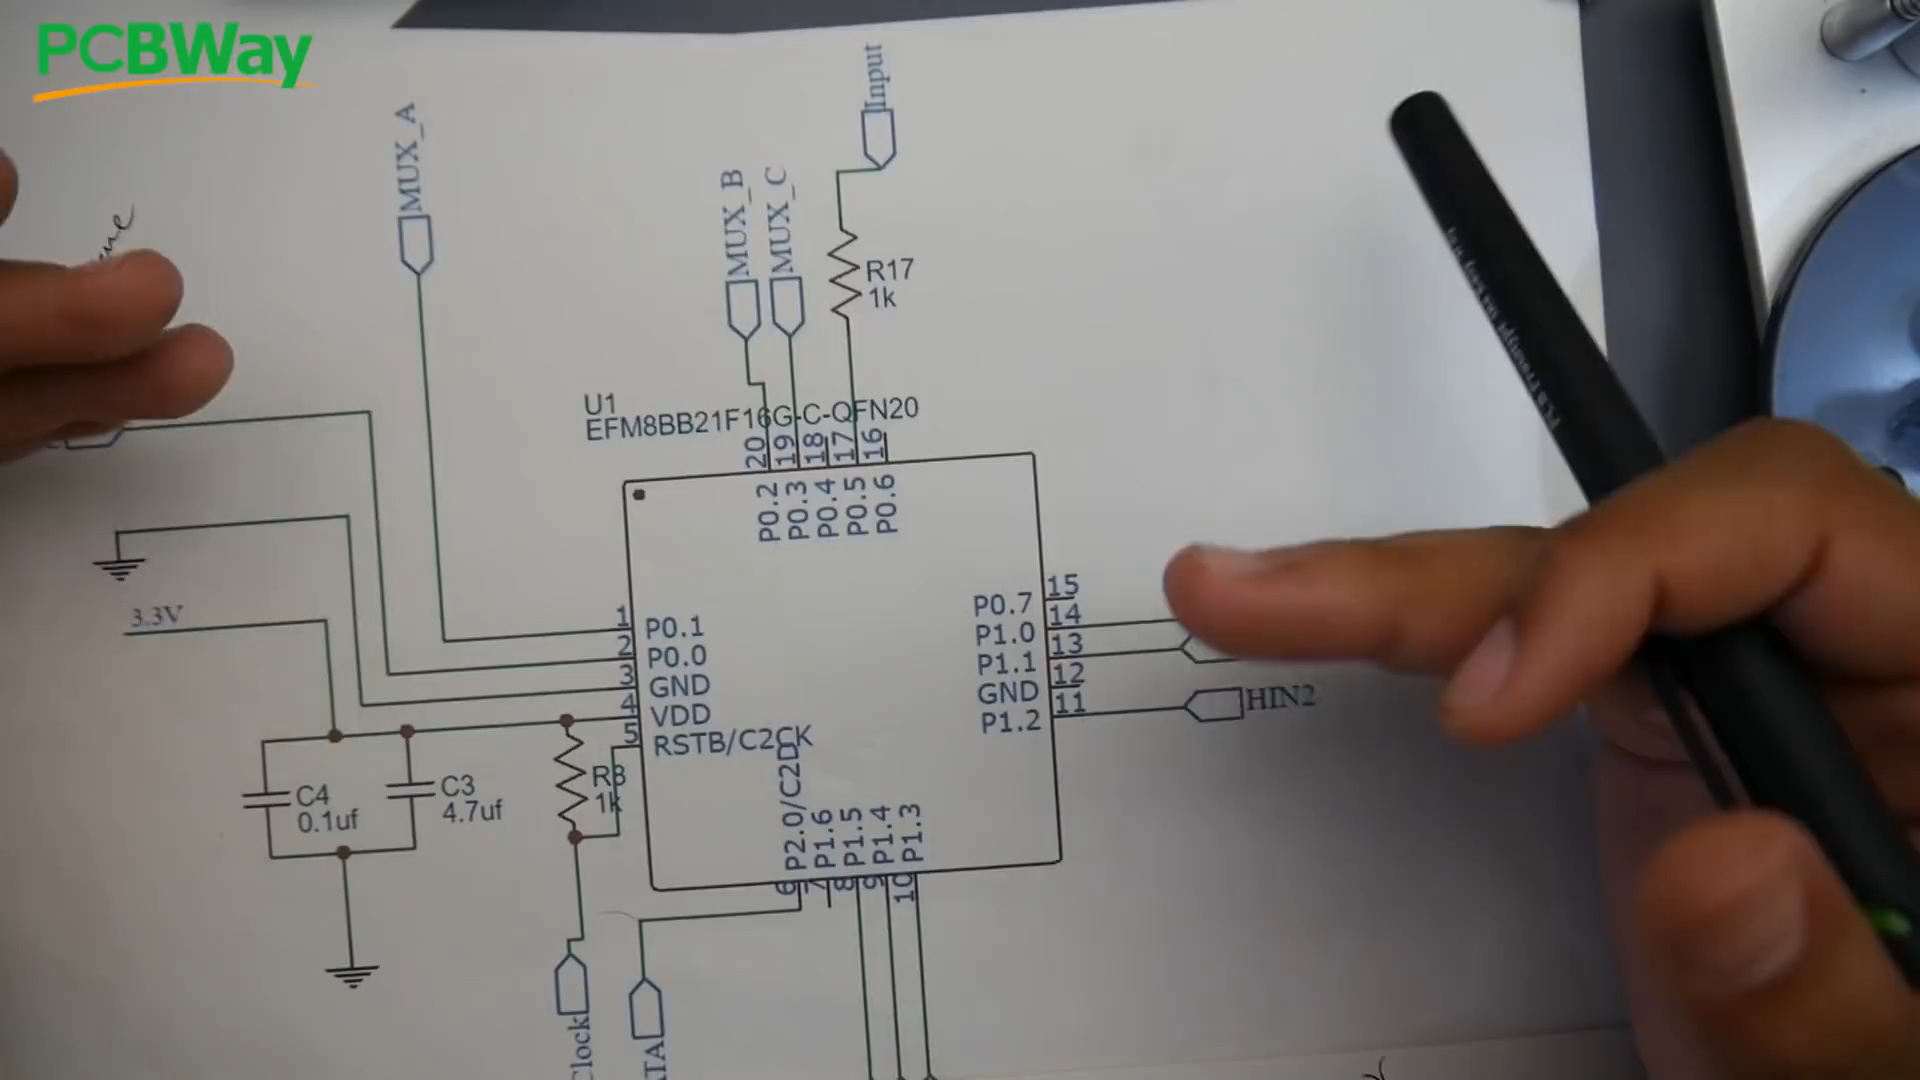 PCBWay
MUX_A
MUX_B
MUX_C
Input
R17
1k
U1
EFM8BB21F16G-C-QFN20
20
19
18
17
16
P0.2
P0.3
P0.4
P0.5
P0.6
3.3V
1
2
3
4
5
P0.1
P0.0
GND
VDD
RSTB/C2CK
15
14
13
12
11
P0.7
P1.0
P1.1
GND
P1.2
HIN2
C4
0.1uf
C3
4.7uf
R8
1k
P2.0/C2D
P1.6
P1.5
P1.4
P1.3
6
7
8
9
10
Clock